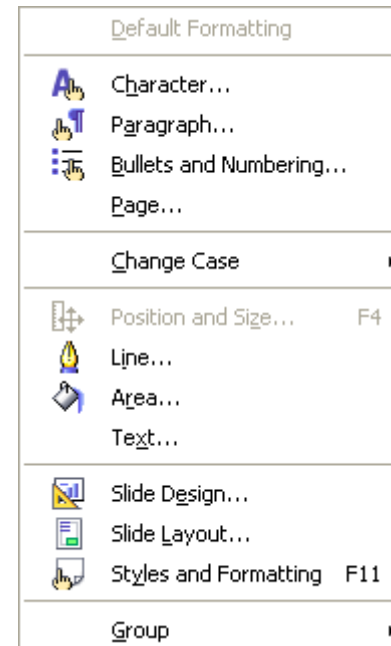 Default Formatting
Character...
Paragraph...
Bullets and Numbering...
Page...
Change Case
Position and Size... F4
Line...
Area...
Text...
Slide Design...
Slide Layout...
Styles and Formatting F11
Group